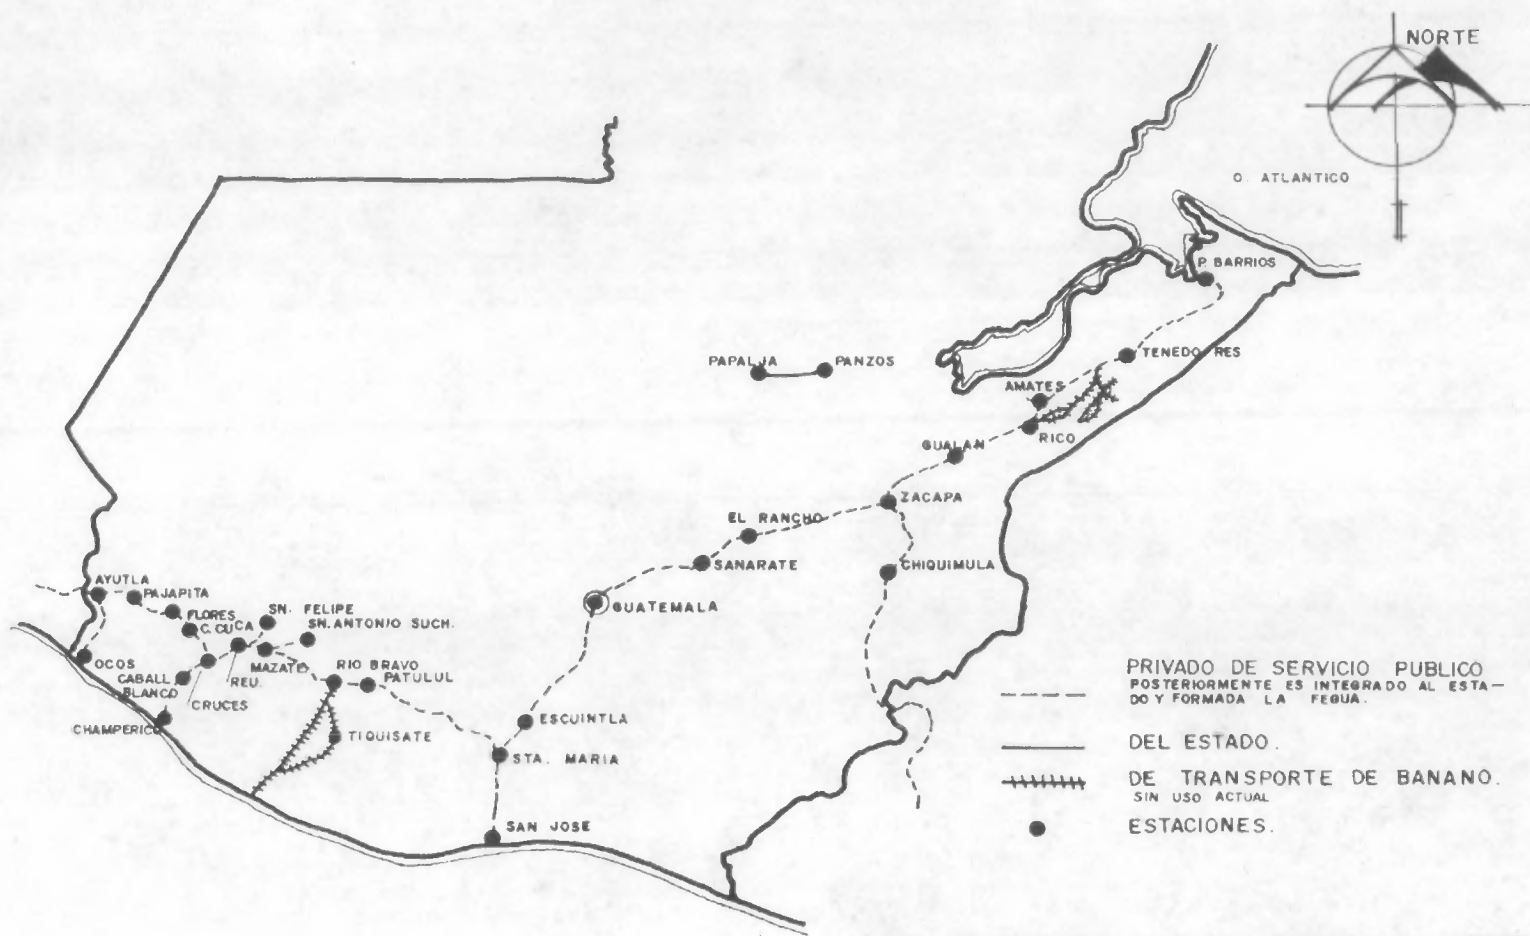 NORTE
O. ATLANTICO
P. BARRIOS
TENEDO RES
PAPALJA
PANZOS
AMATES
RICO
GUALAN
ZACAPA
EL RANCHO
SANARATE
CHIQUIMULA
GUATEMALA
AYUTLA
PAJAPITA
FLORES
C. CUCA
SN. FELIPE
SN. ANTONIO SUCH.
OCOS
CABALL
BLANCO
REU.
MAZATE
RIO BRAVO
PATULUL
CRUCES
CHAMPERICO
TIQUISATE
ESCUINTLA
STA. MARIA
SAN JOSE
PRIVADO DE SERVICIO PUBLICO
POSTERIORMENTE ES INTEGRADO AL ESTA-
DO Y FORMADA LA FEGUA.
DEL ESTADO.
DE TRANSPORTE DE BANANO.
SIN USO ACTUAL
ESTACIONES.